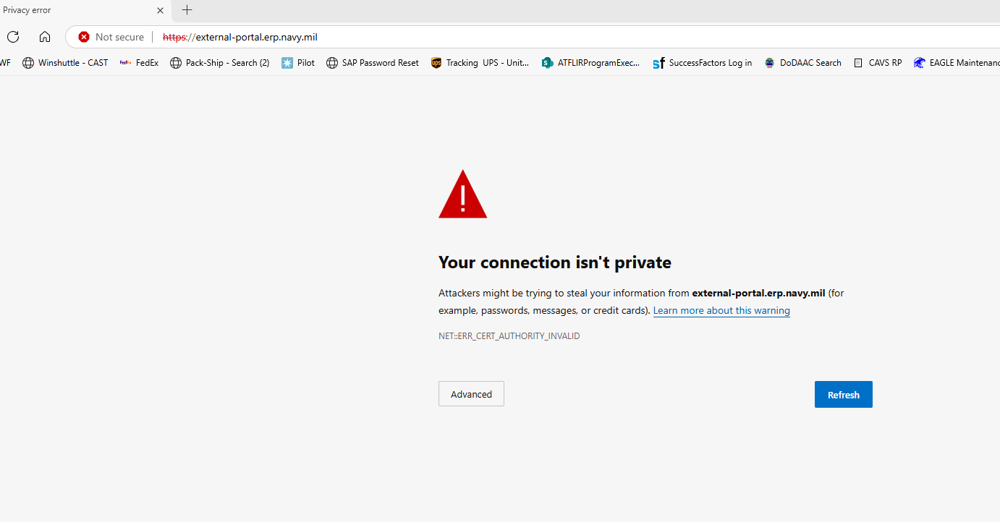 Privacy error
Not secure https://external-portal.erp.navy.mil
WF Winshuttle - CAST FedEx FedEx Pack-Ship - Search (2) Pilot SAP Password Reset ups Tracking UPS - Unit... S ATFLIRProgramExec... sf SuccessFactors Log in DoDAAC Search CAVS RP EAGLE Maintenanc
!
Your connection isn't private
Attackers might be trying to steal your information from external-portal.erp.navy.mil (for
example, passwords, messages, or credit cards). Learn more about this warning
NET::ERR_CERT_AUTHORITY_INVALID
Advanced Refresh